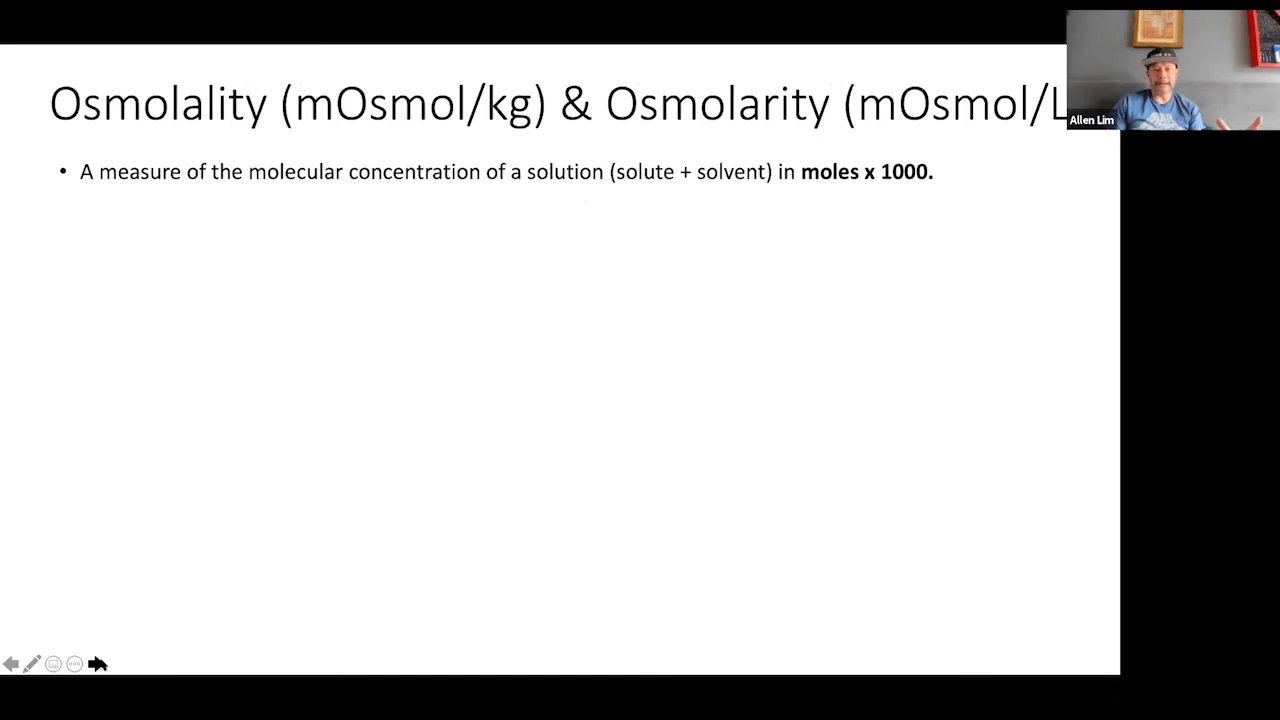 Osmolality (mOsmol/kg) & Osmolarity (mOsmol/L
Allen Lim
• A measure of the molecular concentration of a solution (solute + solvent) in moles x 1000.